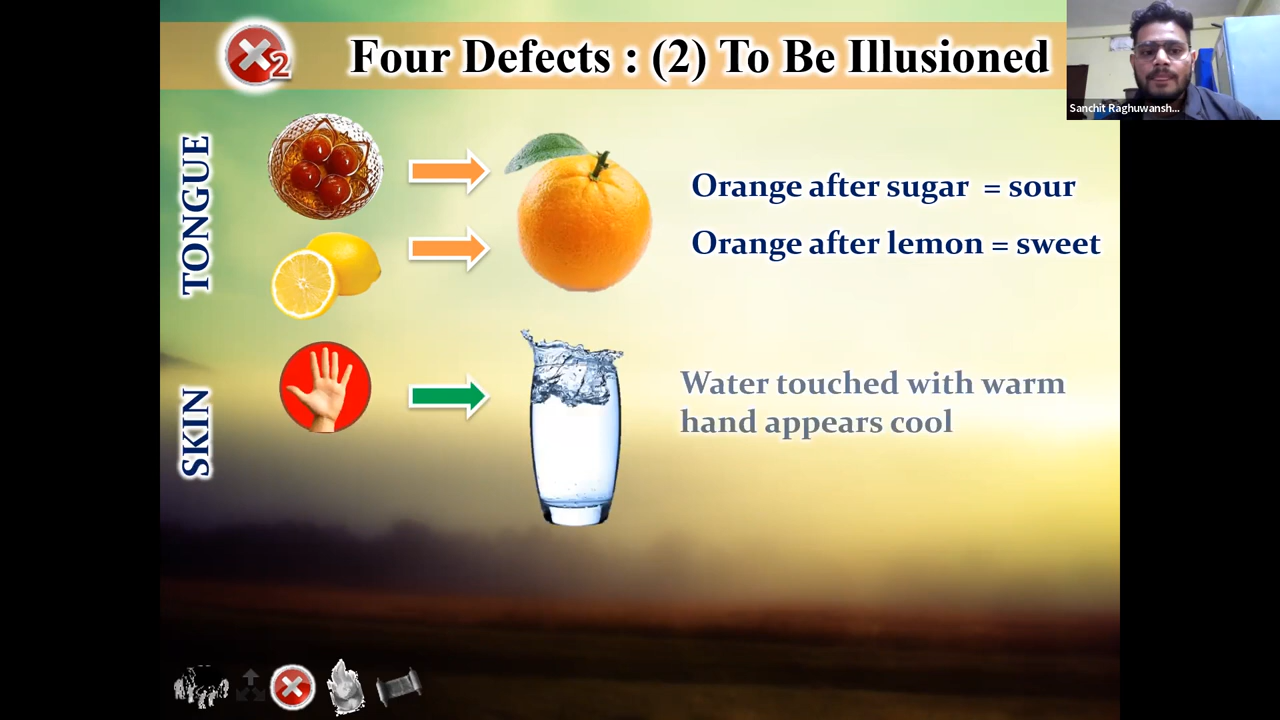 2
Four Defects : (2) To Be Illusioned
Sanchit Raghuwansh...
TONGUE
Orange after sugar = sour
Orange after lemon = sweet
SKIN
Water touched with warm
hand appears cool